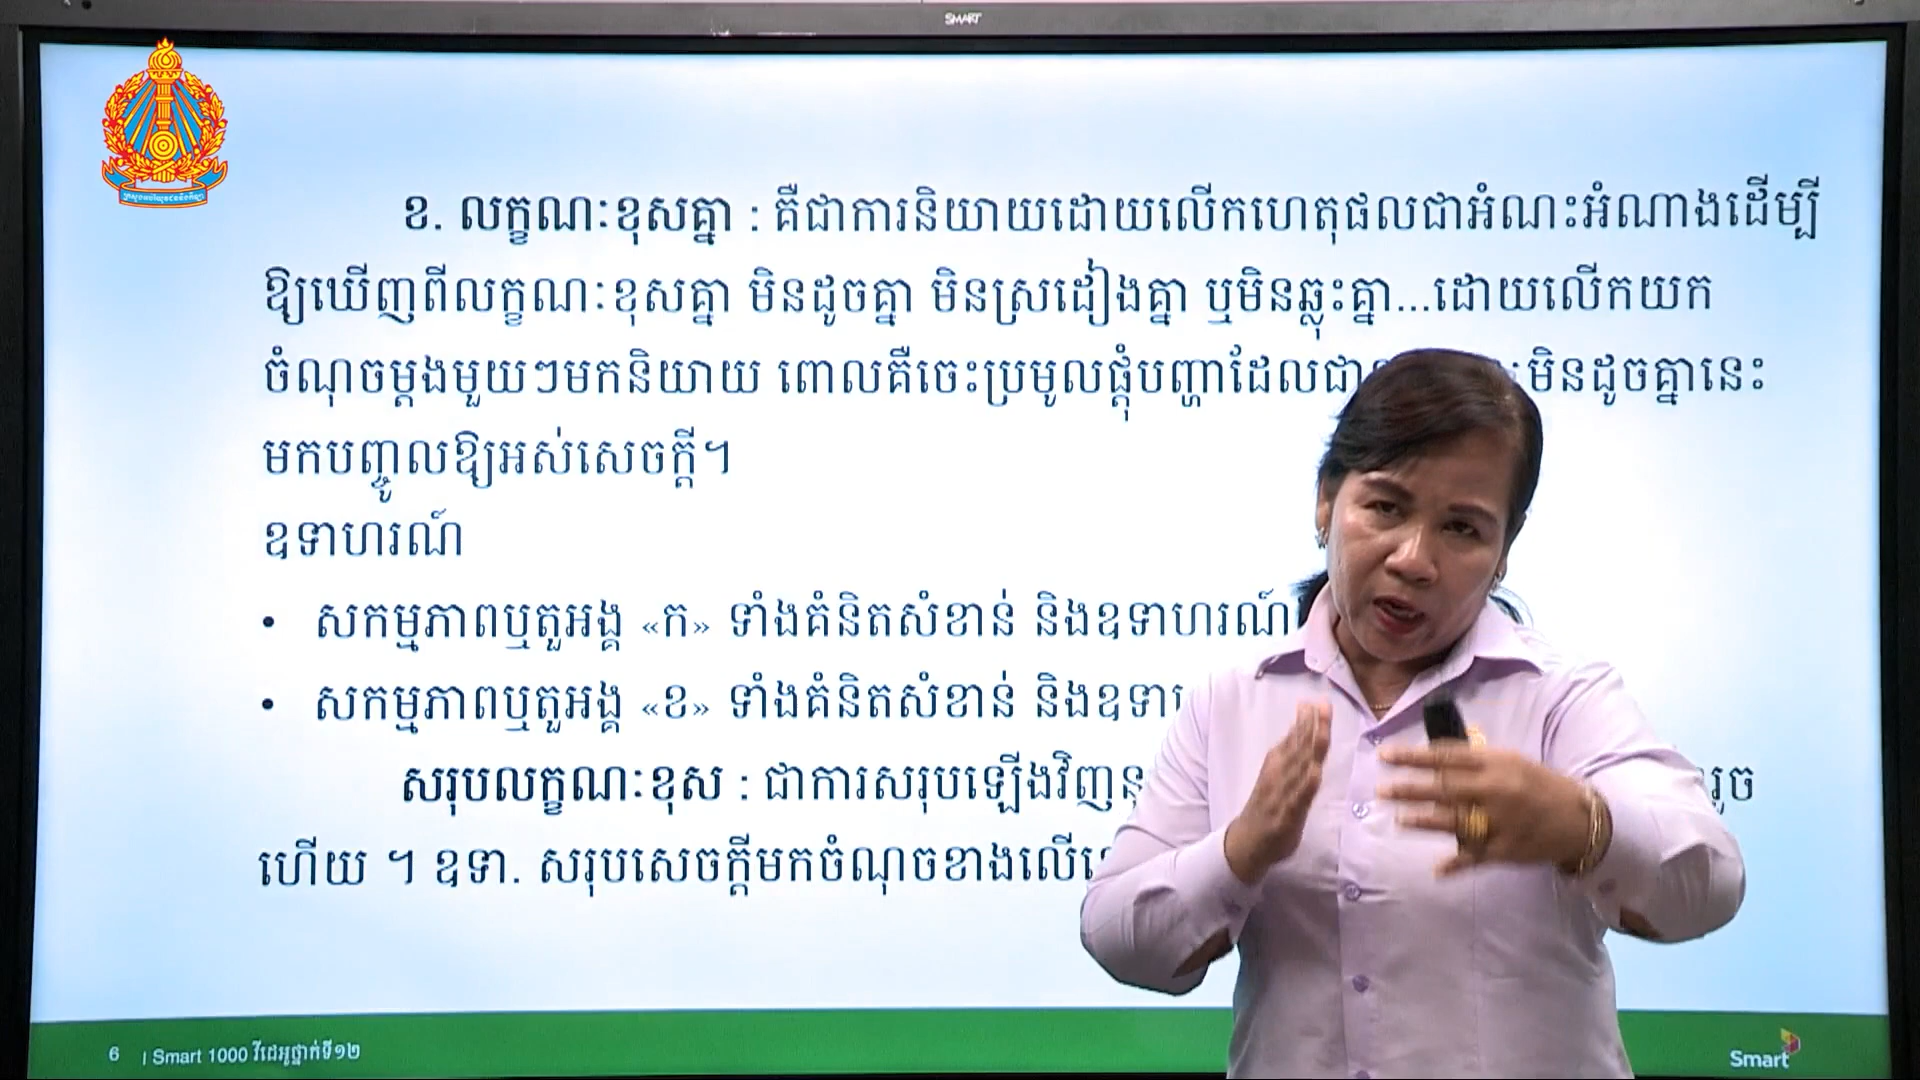 SMART
ខ. លក្ខណៈខុសគ្នា : គឺជាការនិយាយដោយលើកហេតុផលជាអំណះអំណាងដើម្បី
ឱ្យឃើញពីលក្ខណៈខុសគ្នា មិនដូចគ្នា មិនស្រដៀងគ្នា ឬមិនឆ្លុះគ្នា...ដោយលើកយក
ចំណុចម្តងមួយៗមកនិយាយ ពោលគឺចេះប្រមូលផ្តុំបញ្ហាដែលជា មិនដូចគ្នានេះ
មកបញ្ចូលឱ្យអស់សេចក្តី។
ឧទាហរណ៍
• សកម្មភាពឬតួអង្គ «ក» ទាំងគំនិតសំខាន់ និងឧទាហរណ៍
• សកម្មភាពឬតួអង្គ «ខ» ទាំងគំនិតសំខាន់ និង
សរុបលក្ខណៈខុស : ជាការសរុបឡើងវិញ រួច
ហើយ ។ ឧទា. សរុបសេចក្តីមកចំណុចខាងលើ
6 | Smart 1000 វីដេអូថ្នាក់ទី១២
Smart